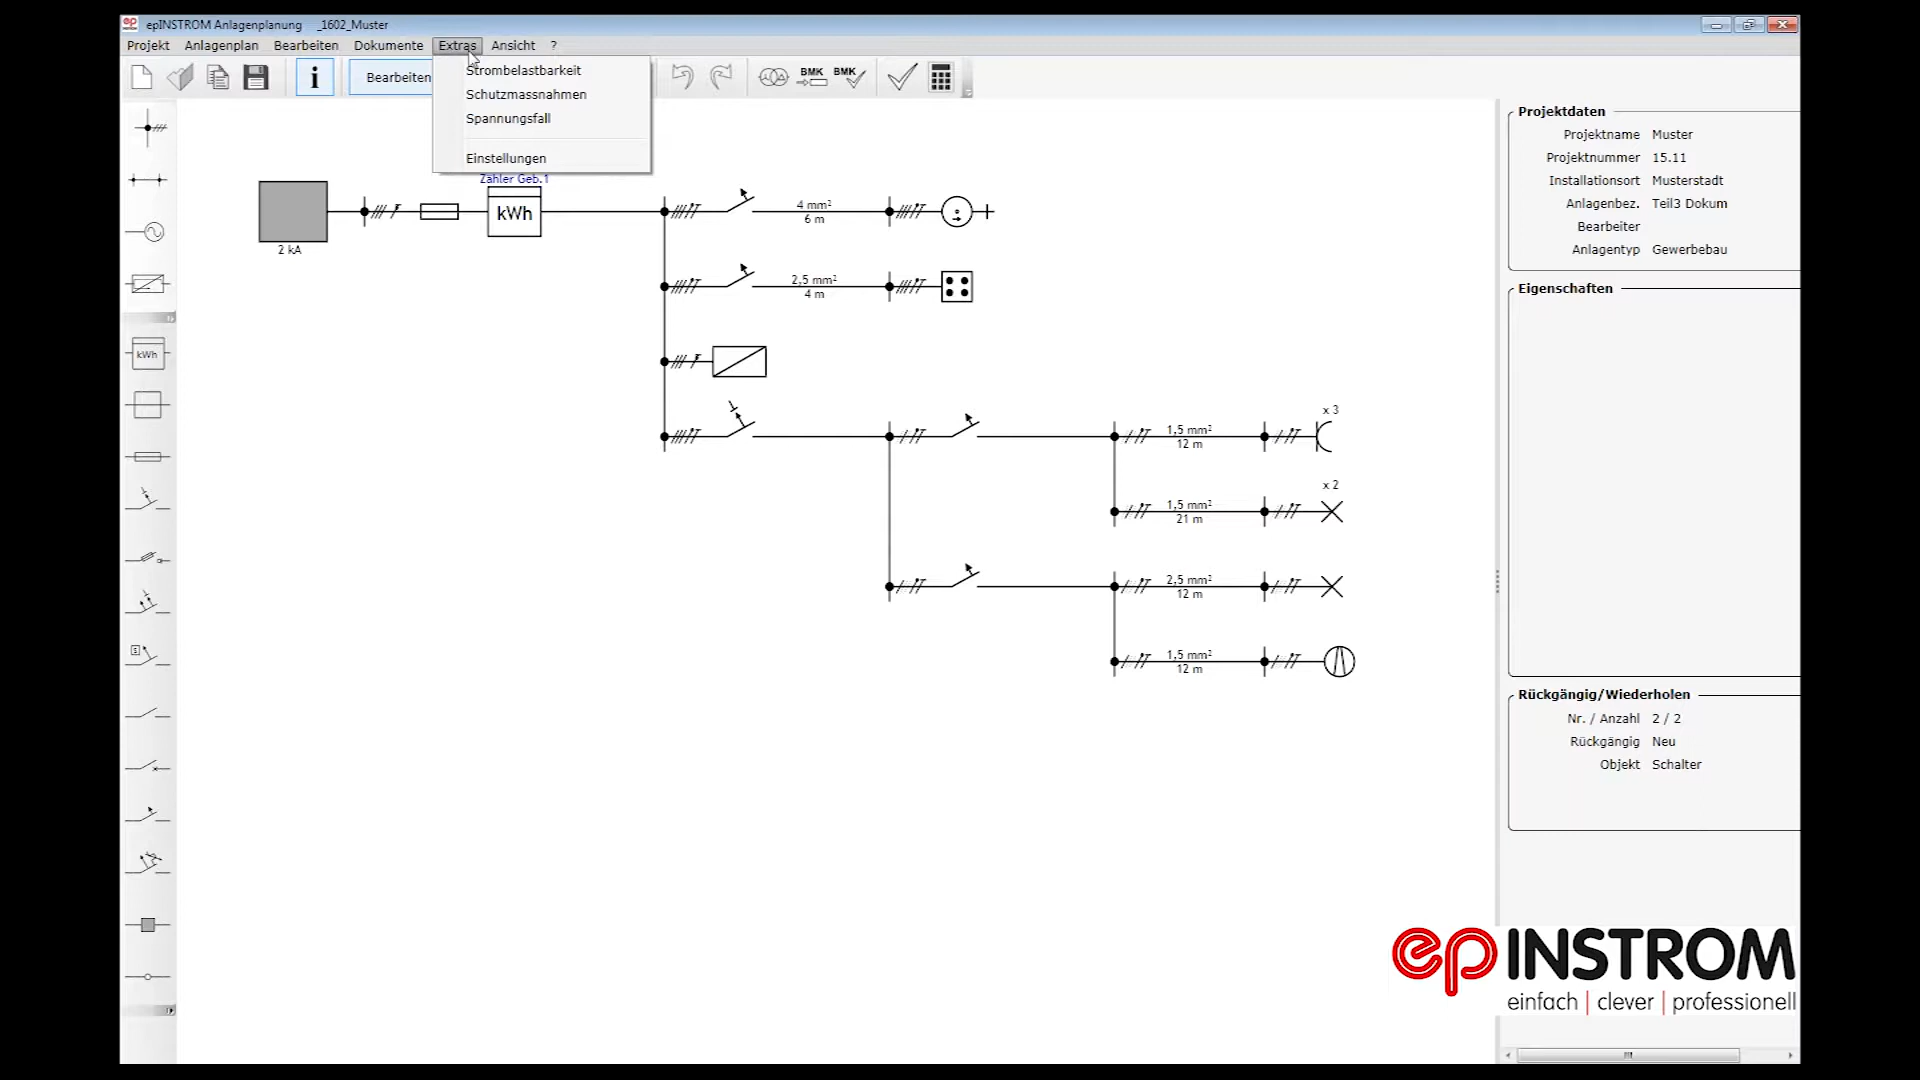 epINSTROM Anlagenplanung _1602_Muster
Projekt Anlagenplan Bearbeiten Dokumente Extras Ansicht ?
i Bearbeiten BMK BMK
Strombelastbarkeit
Schutzmassnahmen
Spannungsfall
Einstellungen
Zähler Geb.1
kWh
2 kA
4 mm²
6 m
2,5 mm²
4 m
x 3
1,5 mm²
12 m
x 2
1,5 mm²
21 m
2,5 mm²
12 m
1,5 mm²
12 m
kWh
Projektdaten
Projektname Muster
Projektnummer 15.11
Installationsort Musterstadt
Anlagenbez. Teil3 Dokum
Bearbeiter
Anlagentyp Gewerbebau
Eigenschaften
Rückgängig/Wiederholen
Nr. / Anzahl 2 / 2
Rückgängig Neu
Objekt Schalter
epINSTROM
einfach | clever | professionell